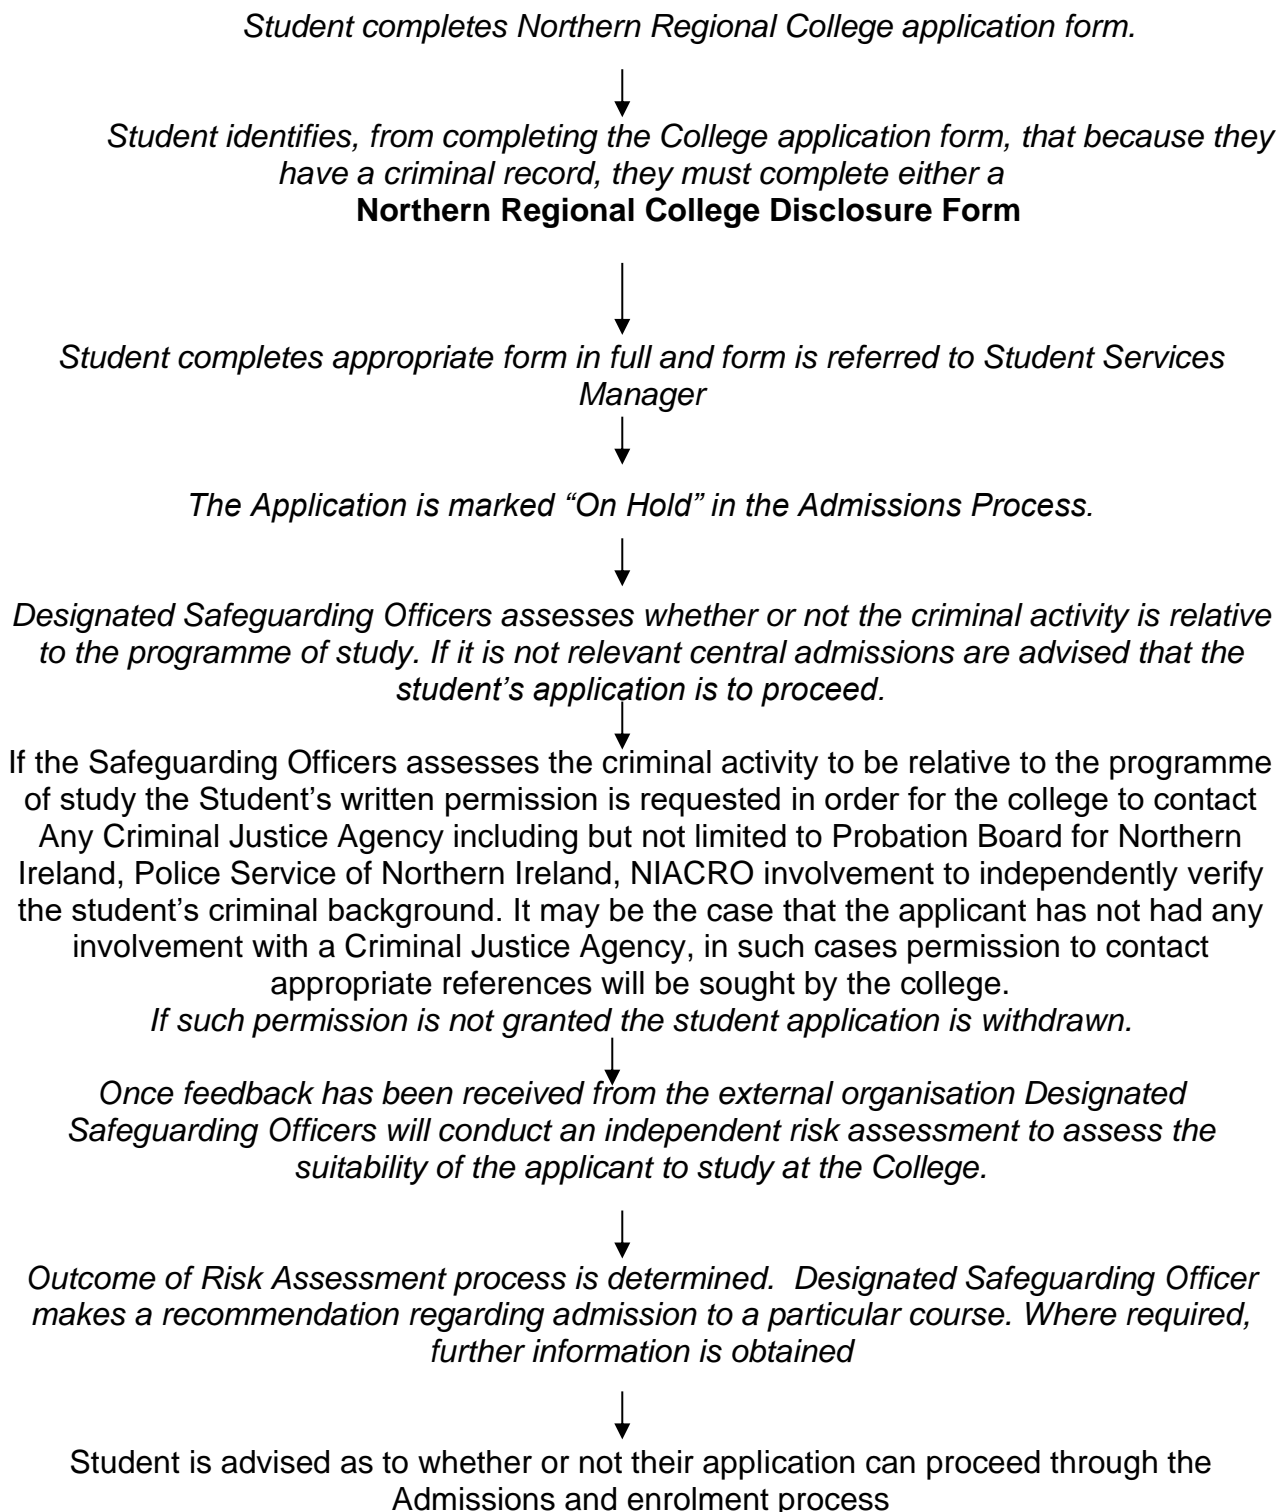 Student completes Northern Regional College application form.
Student identifies, from completing the College application form, that because they
have a criminal record, they must complete either a
Northern Regional College Disclosure Form
Student completes appropriate form in full and form is referred to Student Services
Manager
The Application is marked “On Hold” in the Admissions Process.
Designated Safeguarding Officers assesses whether or not the criminal activity is relative
to the programme of study. If it is not relevant central admissions are advised that the
student’s application is to proceed.
If the Safeguarding Officers assesses the criminal activity to be relative to the programme
of study the Student’s written permission is requested in order for the college to contact
Any Criminal Justice Agency including but not limited to Probation Board for Northern
Ireland, Police Service of Northern Ireland, NIACRO involvement to independently verify
the student’s criminal background. It may be the case that the applicant has not had any
involvement with a Criminal Justice Agency, in such cases permission to contact
appropriate references will be sought by the college.
If such permission is not granted the student application is withdrawn.
Once feedback has been received from the external organisation Designated
Safeguarding Officers will conduct an independent risk assessment to assess the
suitability of the applicant to study at the College.
Outcome of Risk Assessment process is determined.  Designated Safeguarding Officer
makes a recommendation regarding admission to a particular course. Where required,
further information is obtained
Student is advised as to whether or not their application can proceed through the
Admissions and enrolment process